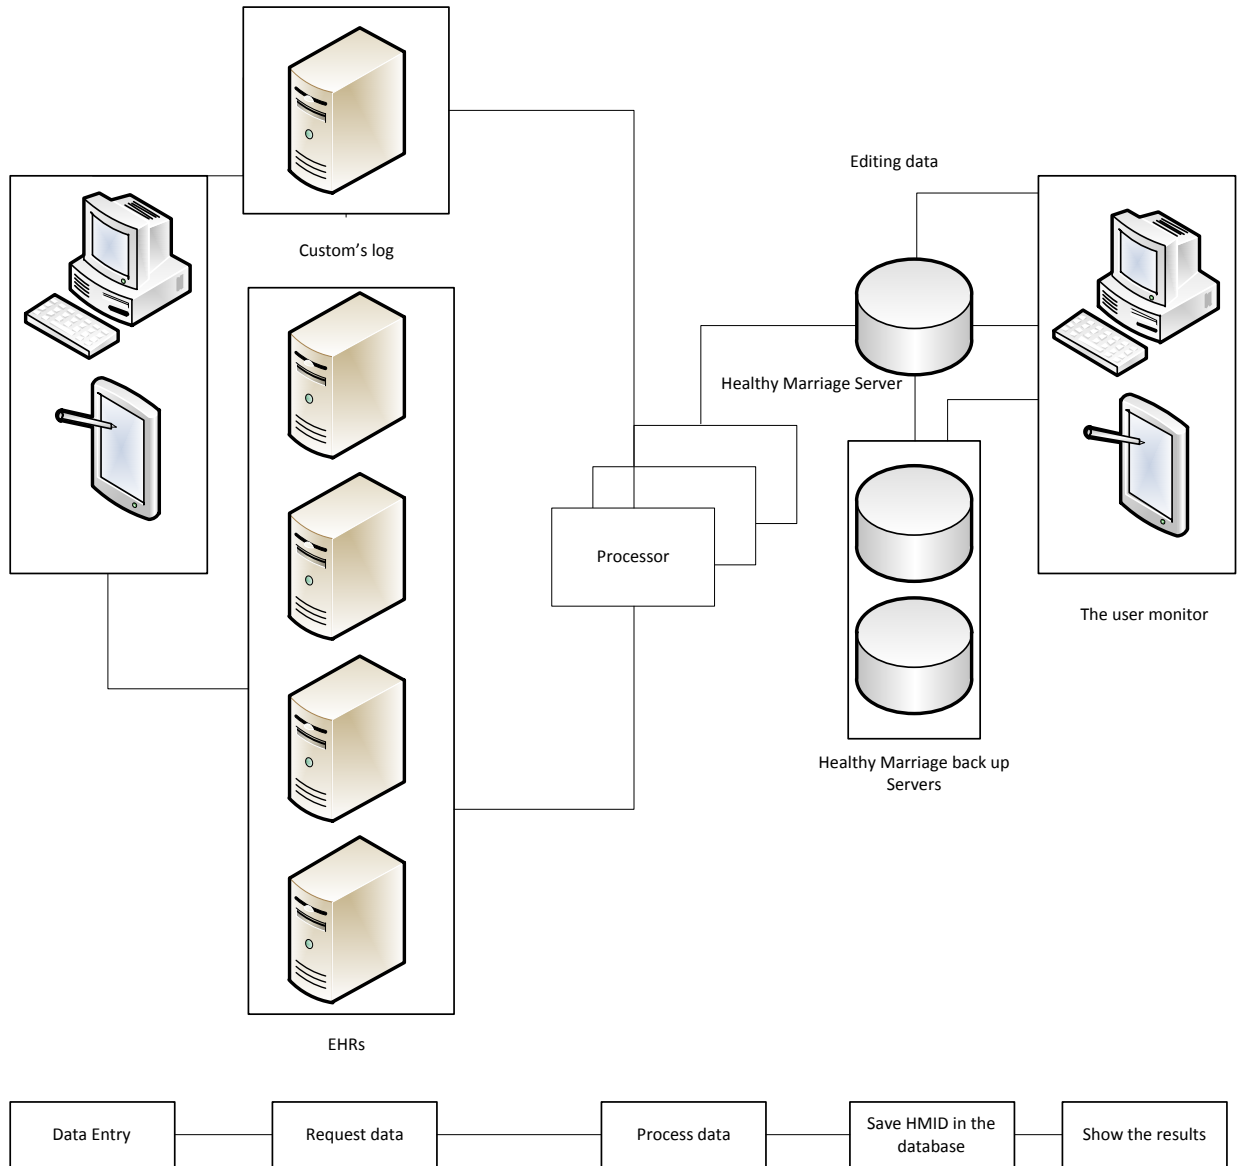 Custom's log
Editing data
Healthy Marriage Server
Processor
The user monitor
Healthy Marriage back up
Servers
EHRs
Data Entry
Request data
Process data
Save HMID in the
database
Show the results